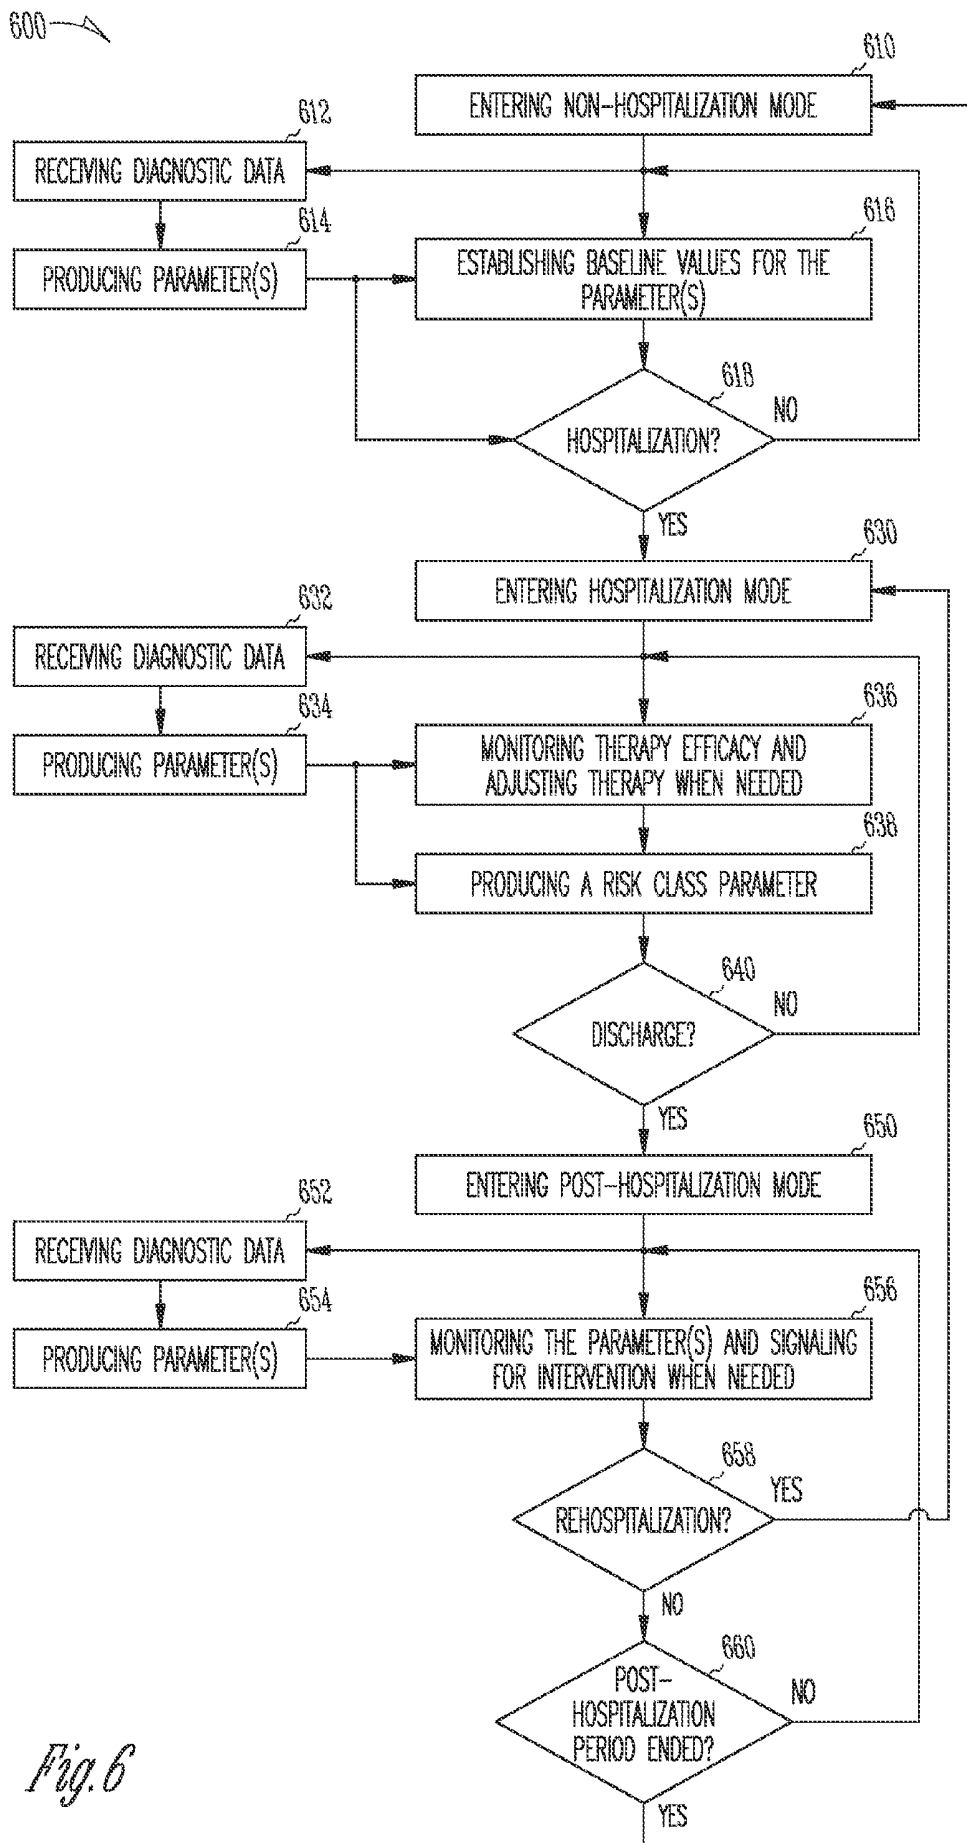 600
610
ENTERING NON-HOSPITALIZATION MODE
612
RECEIVING DIAGNOSTIC DATA
614
PRODUCING PARAMETER(S)
616
ESTABLISHING BASELINE VALUES FOR THE
PARAMETER(S)
618
HOSPITALIZATION?
NO
YES
630
ENTERING HOSPITALIZATION MODE
632
RECEIVING DIAGNOSTIC DATA
634
PRODUCING PARAMETER(S)
636
MONITORING THERAPY EFFICACY AND
ADJUSTING THERAPY WHEN NEEDED
638
PRODUCING A RISK CLASS PARAMETER
640
DISCHARGE?
NO
YES
650
ENTERING POST-HOSPITALIZATION MODE
652
RECEIVING DIAGNOSTIC DATA
654
PRODUCING PARAMETER(S)
656
MONITORING THE PARAMETER(S) AND SIGNALING
FOR INTERVENTION WHEN NEEDED
658
REHOSPITALIZATION?
YES
NO
660
POST-
HOSPITALIZATION
PERIOD ENDED?
NO
YES
Fig. 6